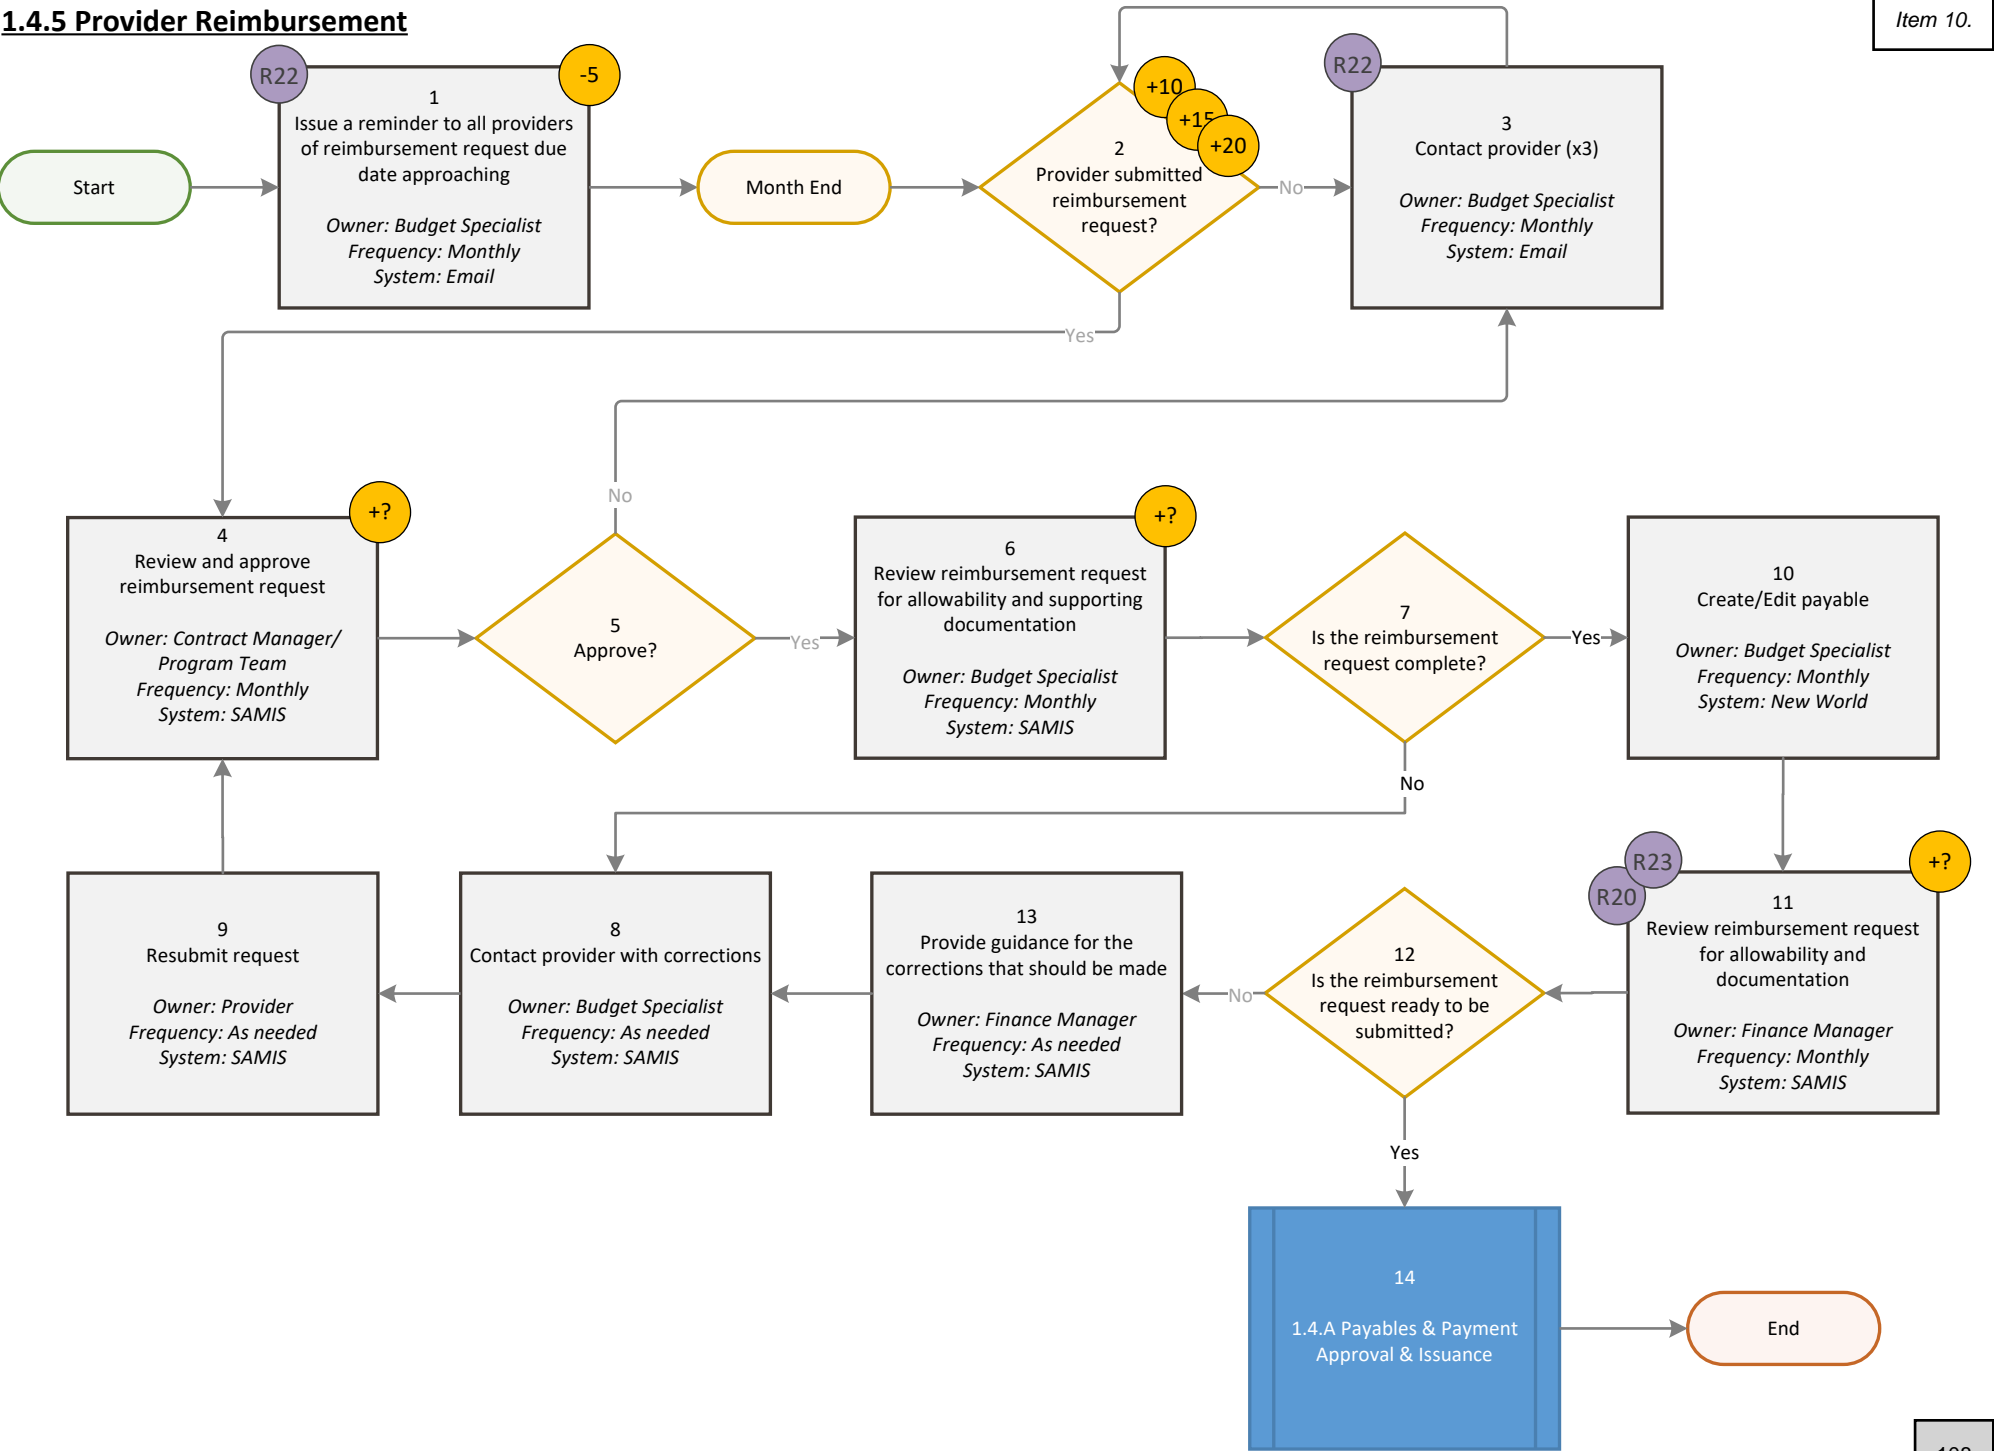 1.4.5 Provider Reimbursement
Item 10.
R22
-5
1
Issue a reminder to all providers
of reimbursement request due
date approaching
Owner: Budget Specialist
Frequency: Monthly
System: Email
Start
Month End
+10
+15
+20
2
Provider submitted
reimbursement
request?
No
Yes
R22
3
Contact provider (x3)
Owner: Budget Specialist
Frequency: Monthly
System: Email
+?
4
Review and approve
reimbursement request
Owner: Contract Manager/
Program Team
Frequency: Monthly
System: SAMIS
No
5
Approve?
Yes
+?
6
Review reimbursement request
for allowability and supporting
documentation
Owner: Budget Specialist
Frequency: Monthly
System: SAMIS
7
Is the reimbursement
request complete?
Yes
No
10
Create/Edit payable
Owner: Budget Specialist
Frequency: Monthly
System: New World
9
Resubmit request
Owner: Provider
Frequency: As needed
System: SAMIS
8
Contact provider with corrections
Owner: Budget Specialist
Frequency: As needed
System: SAMIS
13
Provide guidance for the
corrections that should be made
Owner: Finance Manager
Frequency: As needed
System: SAMIS
No
12
Is the reimbursement
request ready to be
submitted?
Yes
R23
R20
+?
11
Review reimbursement request
for allowability and
documentation
Owner: Finance Manager
Frequency: Monthly
System: SAMIS
14
1.4.A Payables & Payment
Approval & Issuance
End